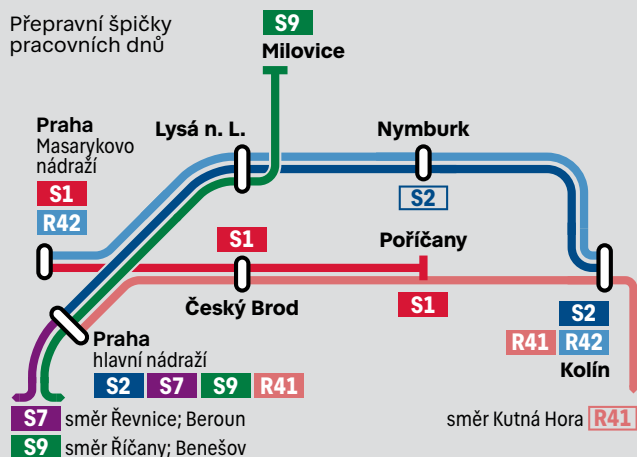 Přepravní špičky
pracovních dnů
S9
Milovice
Praha
Masarykovo
nádraží
S1
R42
Lysá n. L.
Nymburk
S2
S1
Poříčany
Český Brod
S1
Praha
hlavní nádraží
S2 S7 S9 R41
S2
R41 R42
Kolín
S7 směr Řevnice; Beroun
S9 směr Říčany; Benešov
směr Kutná Hora R41